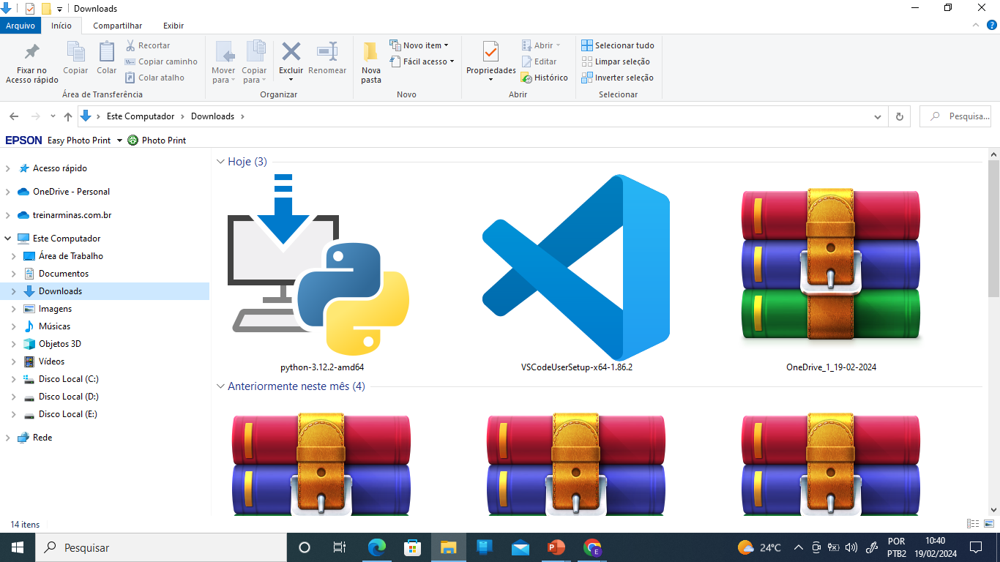 Downloads
Arquivo Início Compartilhar Exibir
Fixar no
Acesso rápido
Copiar
Colar
Recortar
Copiar caminho
Colar atalho
Área de Transferência
Mover
para
Copiar
para
Excluir
Renomear
Organizar
Nova
pasta
Novo item
Fácil acesso
Novo
Propriedades
Abrir
Editar
Histórico
Abrir
Selecionar tudo
Limpar seleção
Inverter seleção
Selecionar
Este Computador Downloads
Pesquisa...
EPSON Easy Photo Print Photo Print
Acesso rápido
OneDrive - Personal
treinarminas.com.br
Este Computador
Área de Trabalho
Documentos
Downloads
Imagens
Músicas
Objetos 3D
Vídeos
Disco Local (C:)
Disco Local (D:)
Disco Local (E:)
Rede
Hoje (3)
python-3.12.2-amd64
VSCodeUserSetup-x64-1.86.2
OneDrive_1_19-02-2024
Anteriormente neste mês (4)
14 itens
Pesquisar
24°C
POR
PTB2
10:40
19/02/2024